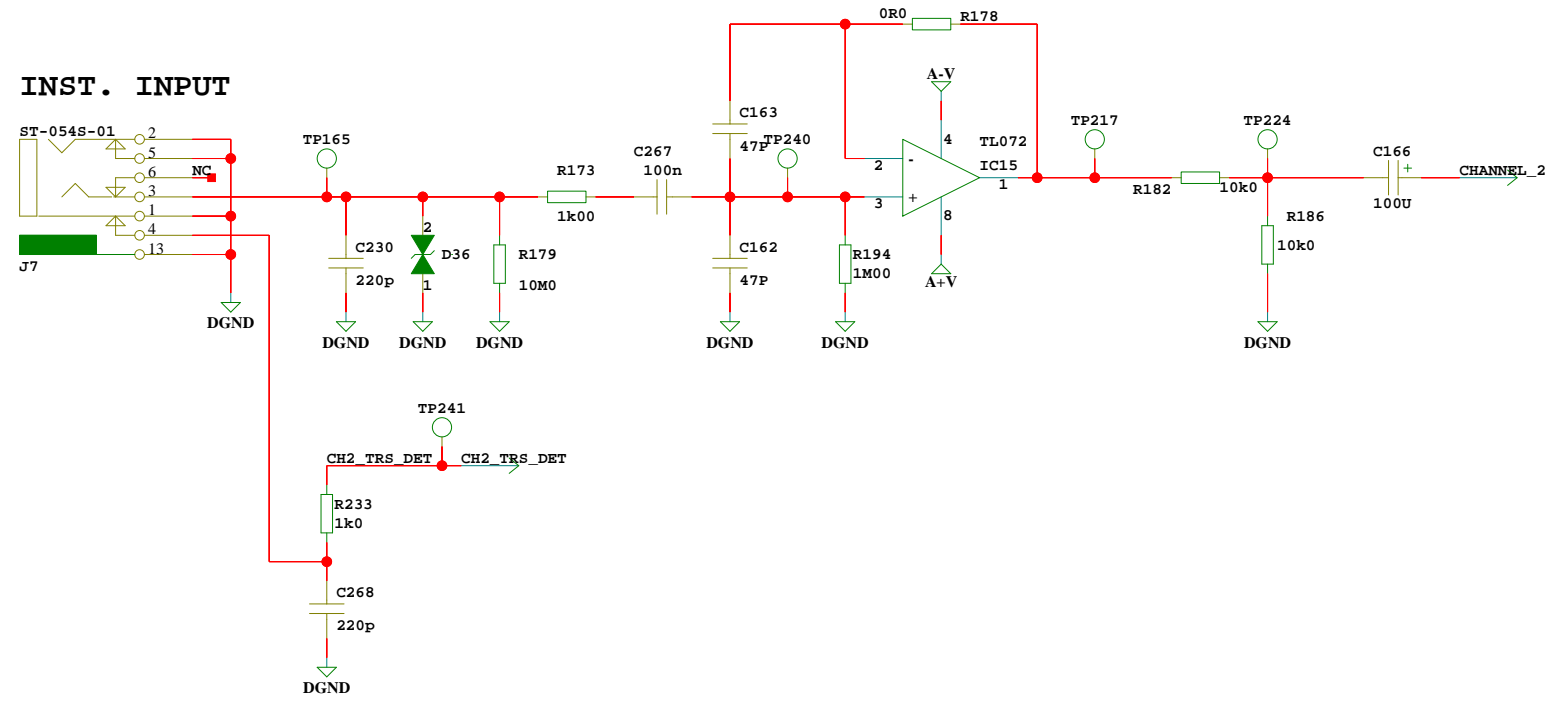 0R0
R178
INST. INPUT
A-V
C163
47P
ST-054S-01
2
5
6
NC
3
1
4
13
J7
DGND
TP165
C230
220p
DGND
2
D36
1
DGND
R179
10M0
DGND
R173
1k00
C267
100n
TP240
C162
47P
DGND
R194
1M00
DGND
2
-
3
+
4
8
1
TL072
IC15
A+V
TP217
R182
10k0
TP224
R186
10k0
DGND
C166
+
100U
CHANNEL_2
TP241
CH2_TRS_DET
CH2_TRS_DET
R233
1k0
C268
220p
DGND